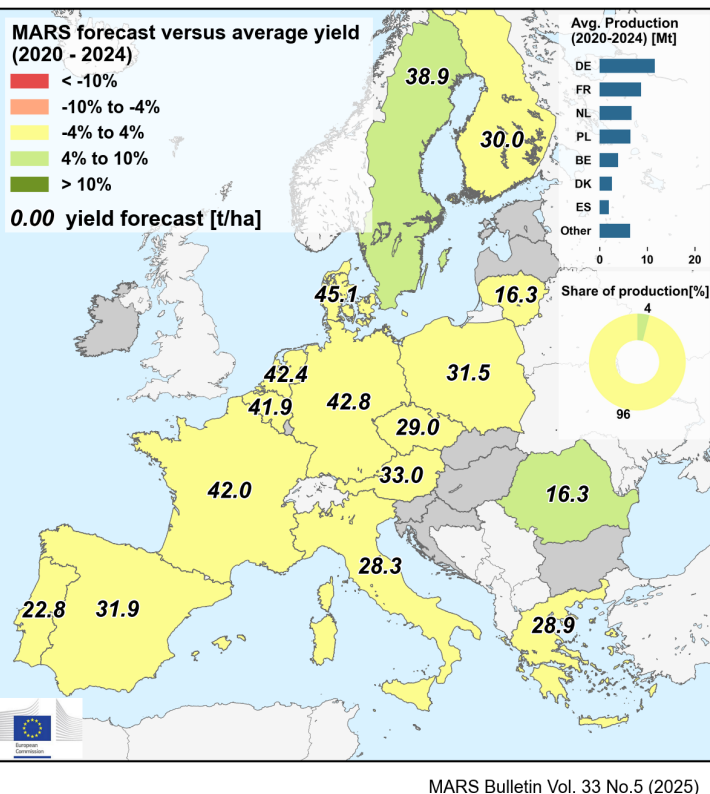 MARS forecast versus average yield
(2020 - 2024)
< -10%
-10% to -4%
-4% to 4%
4% to 10%
> 10%
0.00 yield forecast [t/ha]
Avg. Production
(2020-2024) [Mt]
DE
FR
NL
PL
BE
DK
ES
Other
0 10 20
Share of production[%]
4
96
38.9
30.0
45.1
16.3
42.4
41.9
42.8
31.5
29.0
33.0
42.0
16.3
28.3
22.8
31.9
28.9
European
Commission
MARS Bulletin Vol. 33 No.5 (2025)